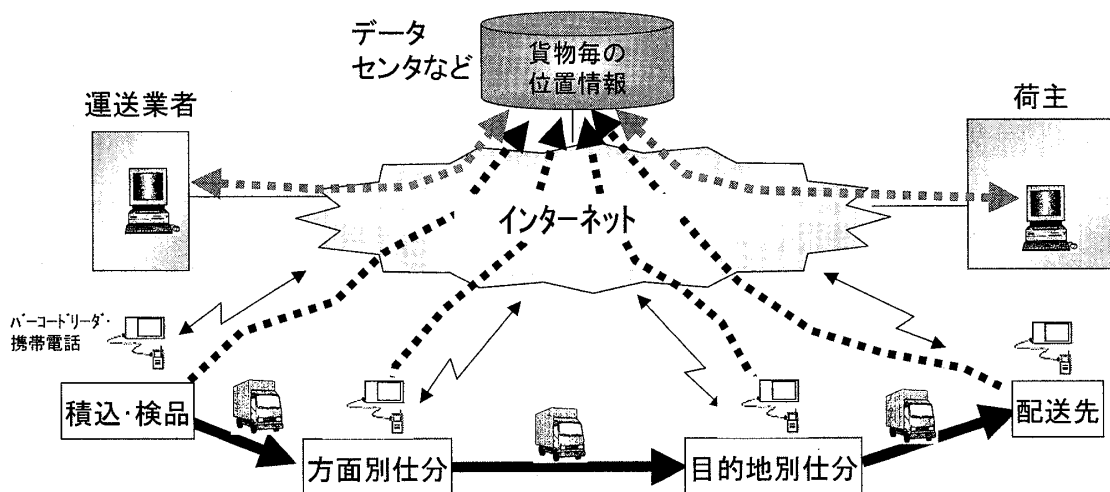 データ
センタなど
貨物毎の
位置情報
運送業者
荷主
インターネット
バーコードリーダ・
携帯電話
積込・検品
方面別仕分
目的地別仕分
配送先